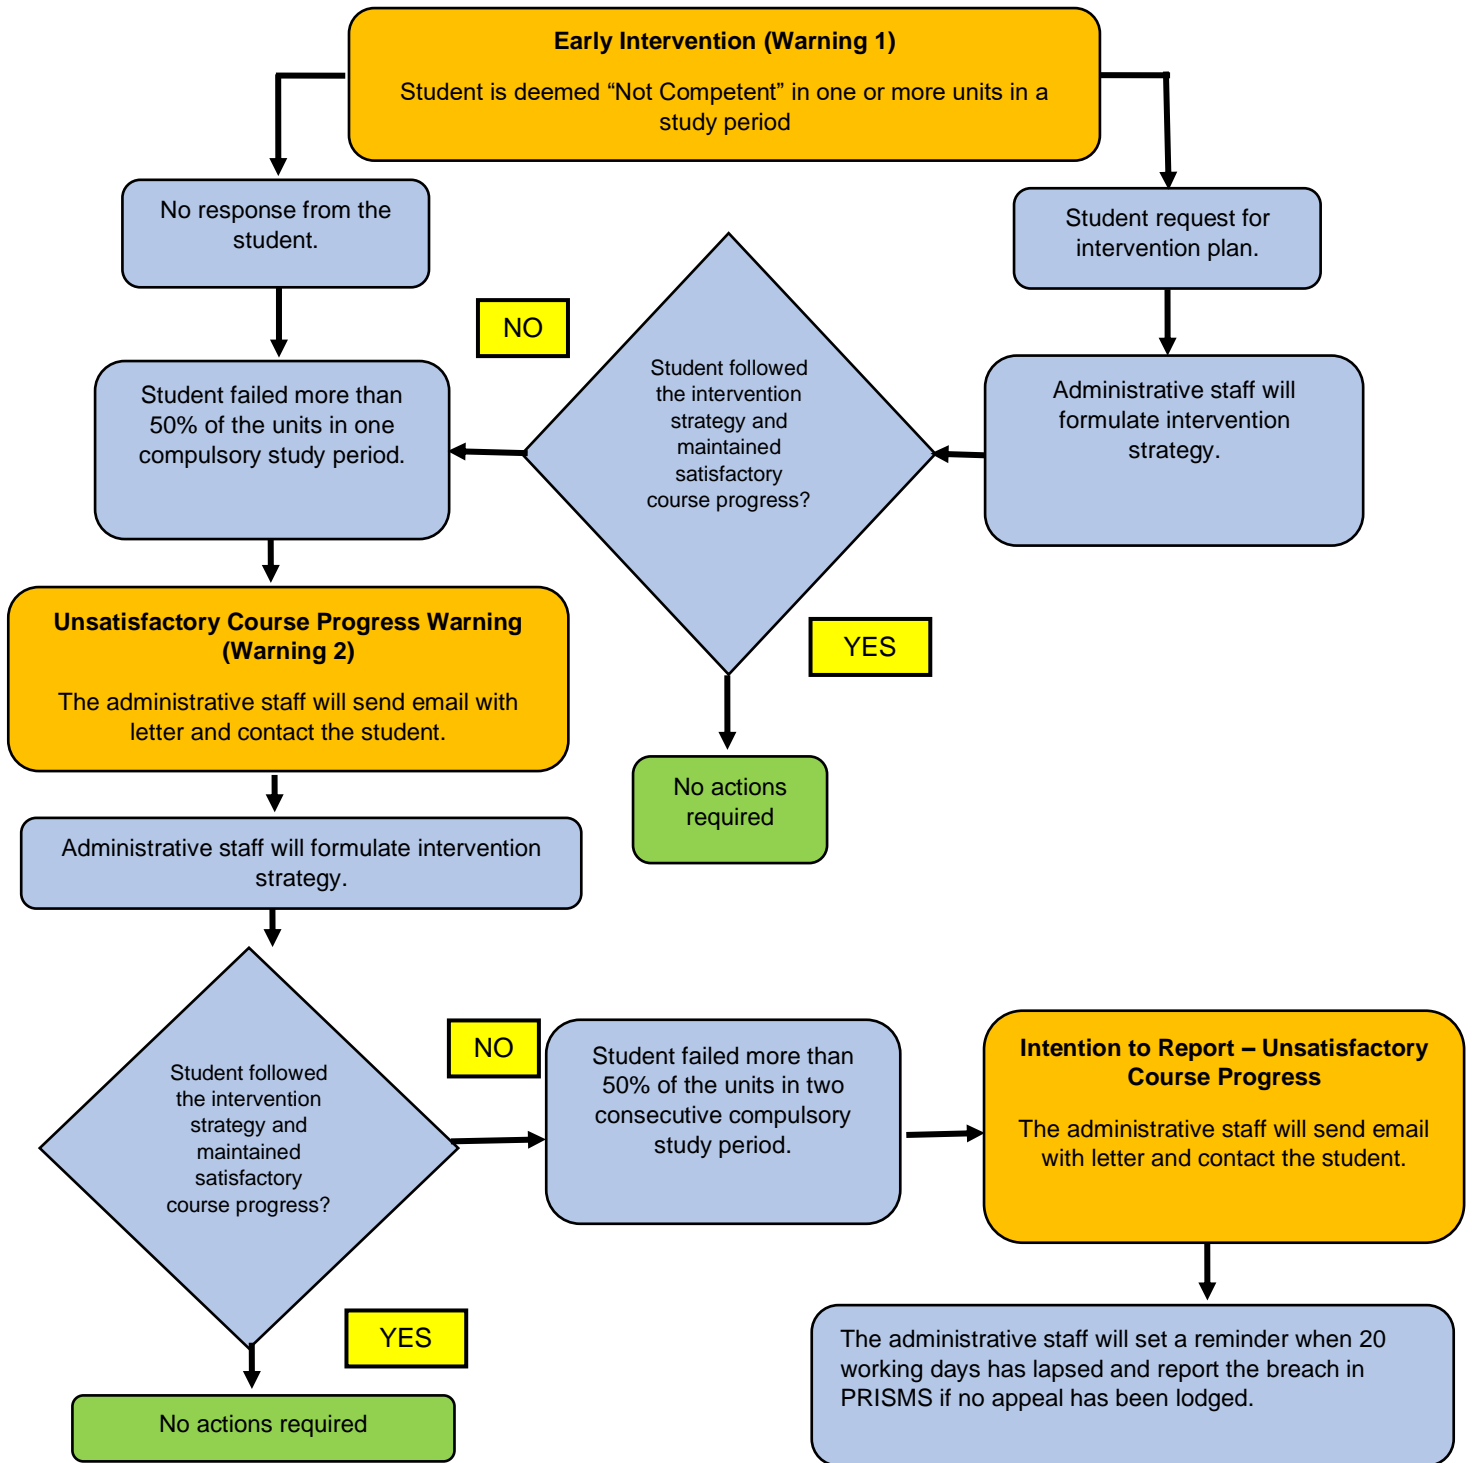 Early Intervention (Warning 1)
Student is deemed “Not Competent” in one or more units in a
study period
No response from the
student.
Student request for
intervention plan.
NO
Student followed
the intervention
strategy and
maintained
satisfactory
course progress?
Student failed more than
50% of the units in one
compulsory study period.
Administrative staff will
formulate intervention
strategy.
Unsatisfactory Course Progress Warning
(Warning 2)
The administrative staff will send email with
letter and contact the student.
YES
No actions
required
Administrative staff will formulate intervention
strategy.
Student followed
the intervention
strategy and
maintained
satisfactory
course progress?
NO
Student failed more than
50% of the units in two
consecutive compulsory
study period.
Intention to Report – Unsatisfactory
Course Progress
The administrative staff will send email
with letter and contact the student.
YES
The administrative staff will set a reminder when 20
working days has lapsed and report the breach in
PRISMS if no appeal has been lodged.
No actions required